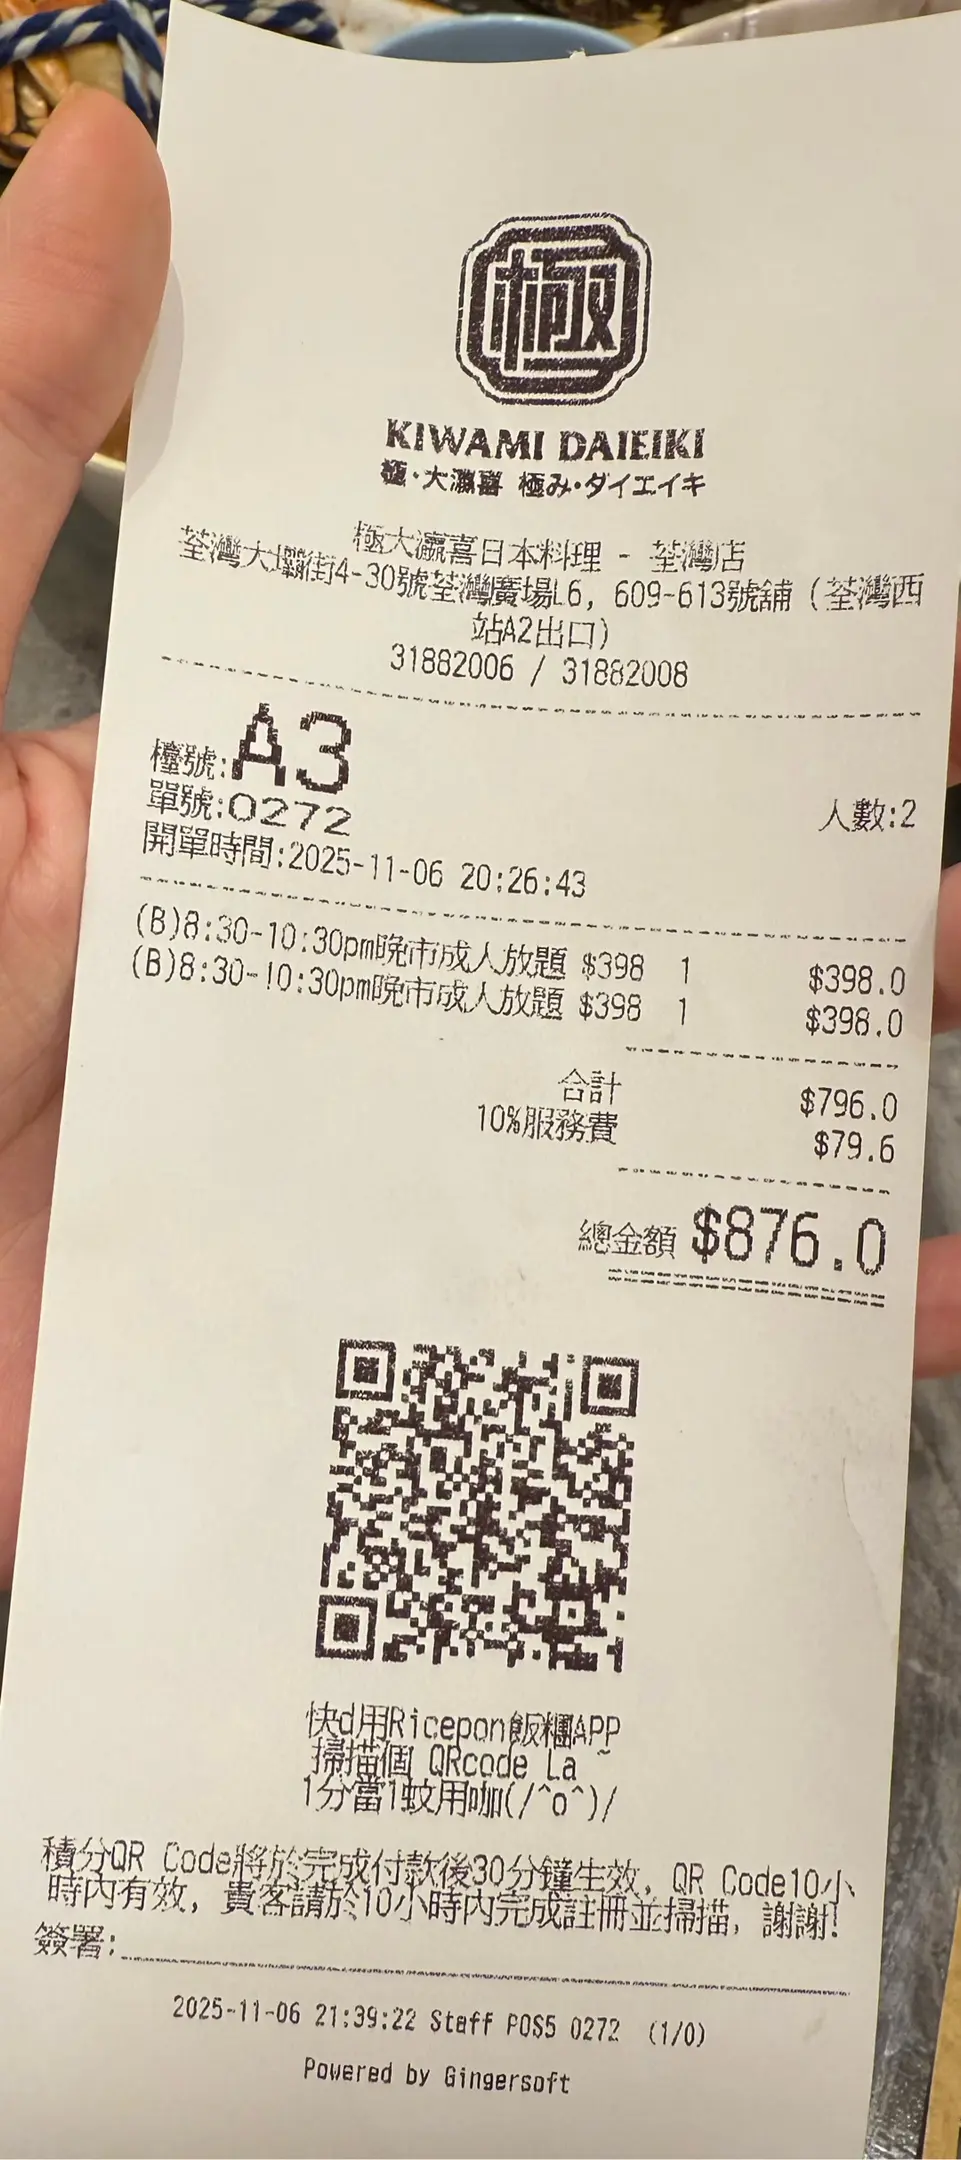 極
KIWAMI DAIEIKI
極・大瀛喜 極み・ダイエイキ
極大瀛喜日本料理 - 荃灣店
荃灣大壩街4-30號荃灣廣場L6, 609-613號舖 (荃灣西
站A2出口)
31882006 / 31882008
檯號:A3
單號:0272 人數:2
開單時間:2025-11-06 20:26:43
(B)8:30-10:30pm晚市成人放題 $398 1 $398.0
(B)8:30-10:30pm晚市成人放題 $398 1 $398.0
合計 $796.0
10%服務費 $79.6
總金額 $876.0
快d用Ricepon飯糰APP
掃描個 QRcode La ~
1分當1蚊用咖(/^o^)/
積分QR Code將於完成付款後30分鐘生效, QR Code10小
時內有效, 貴客請於10小時內完成註冊並掃描, 謝謝!
簽署:
2025-11-06 21:39:22 Staff POS5 0272 (1/0)
Powered by Gingersoft